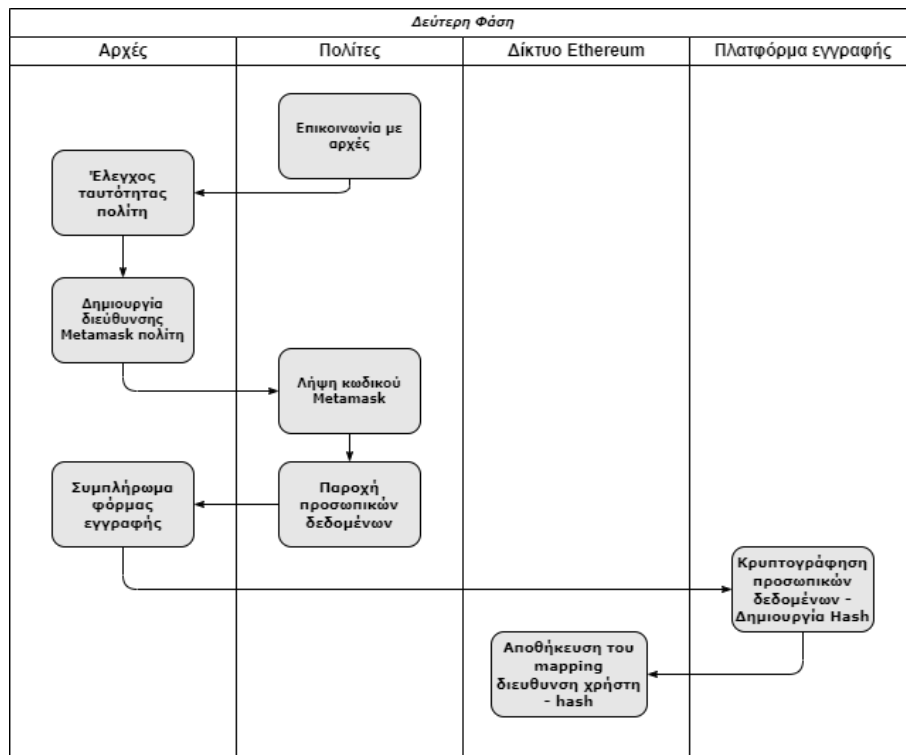 Δεύτερη Φάση
Αρχές
Πολίτες
Δίκτυο Ethereum
Πλατφόρμα εγγραφής
Επικοινωνία με
αρχές
Έλεγχος
ταυτότητας
πολίτη
Δημιουργία
διεύθυνσης
Metamask πολίτη
Λήψη κωδικού
Metamask
Παροχή
προσωπικών
δεδομένων
Συμπλήρωμα
φόρμας
εγγραφής
Κρυπτογράφηση
προσωπικών
δεδομένων -
Δημιουργία Hash
Αποθήκευση του
mapping
διευθυνση χρήστη
- hash